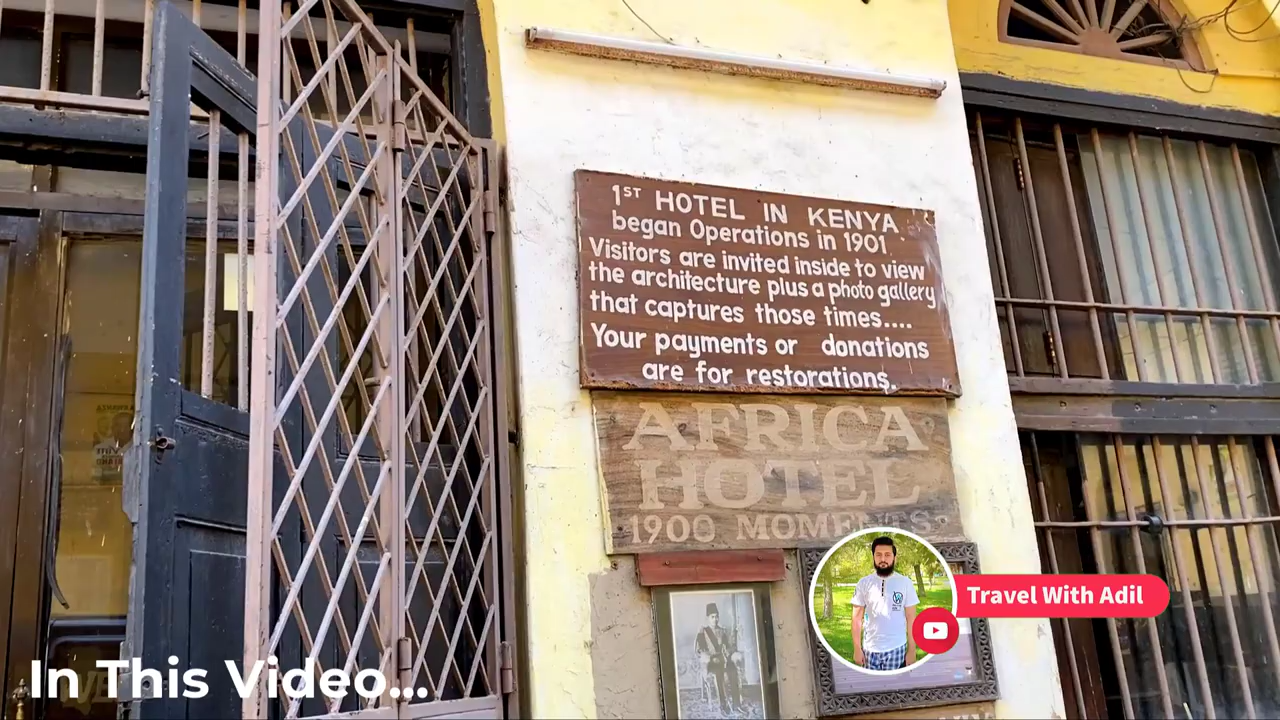 1ST HOTEL IN KENYA
began Operations in 1901
Visitors are invited inside to view
the architecture plus a photo gallery
that captures those times....
Your payments or donations
are for restorations.
AFRICA
HOTEL
1900 MOMENTS
Travel With Adil
In This Video...